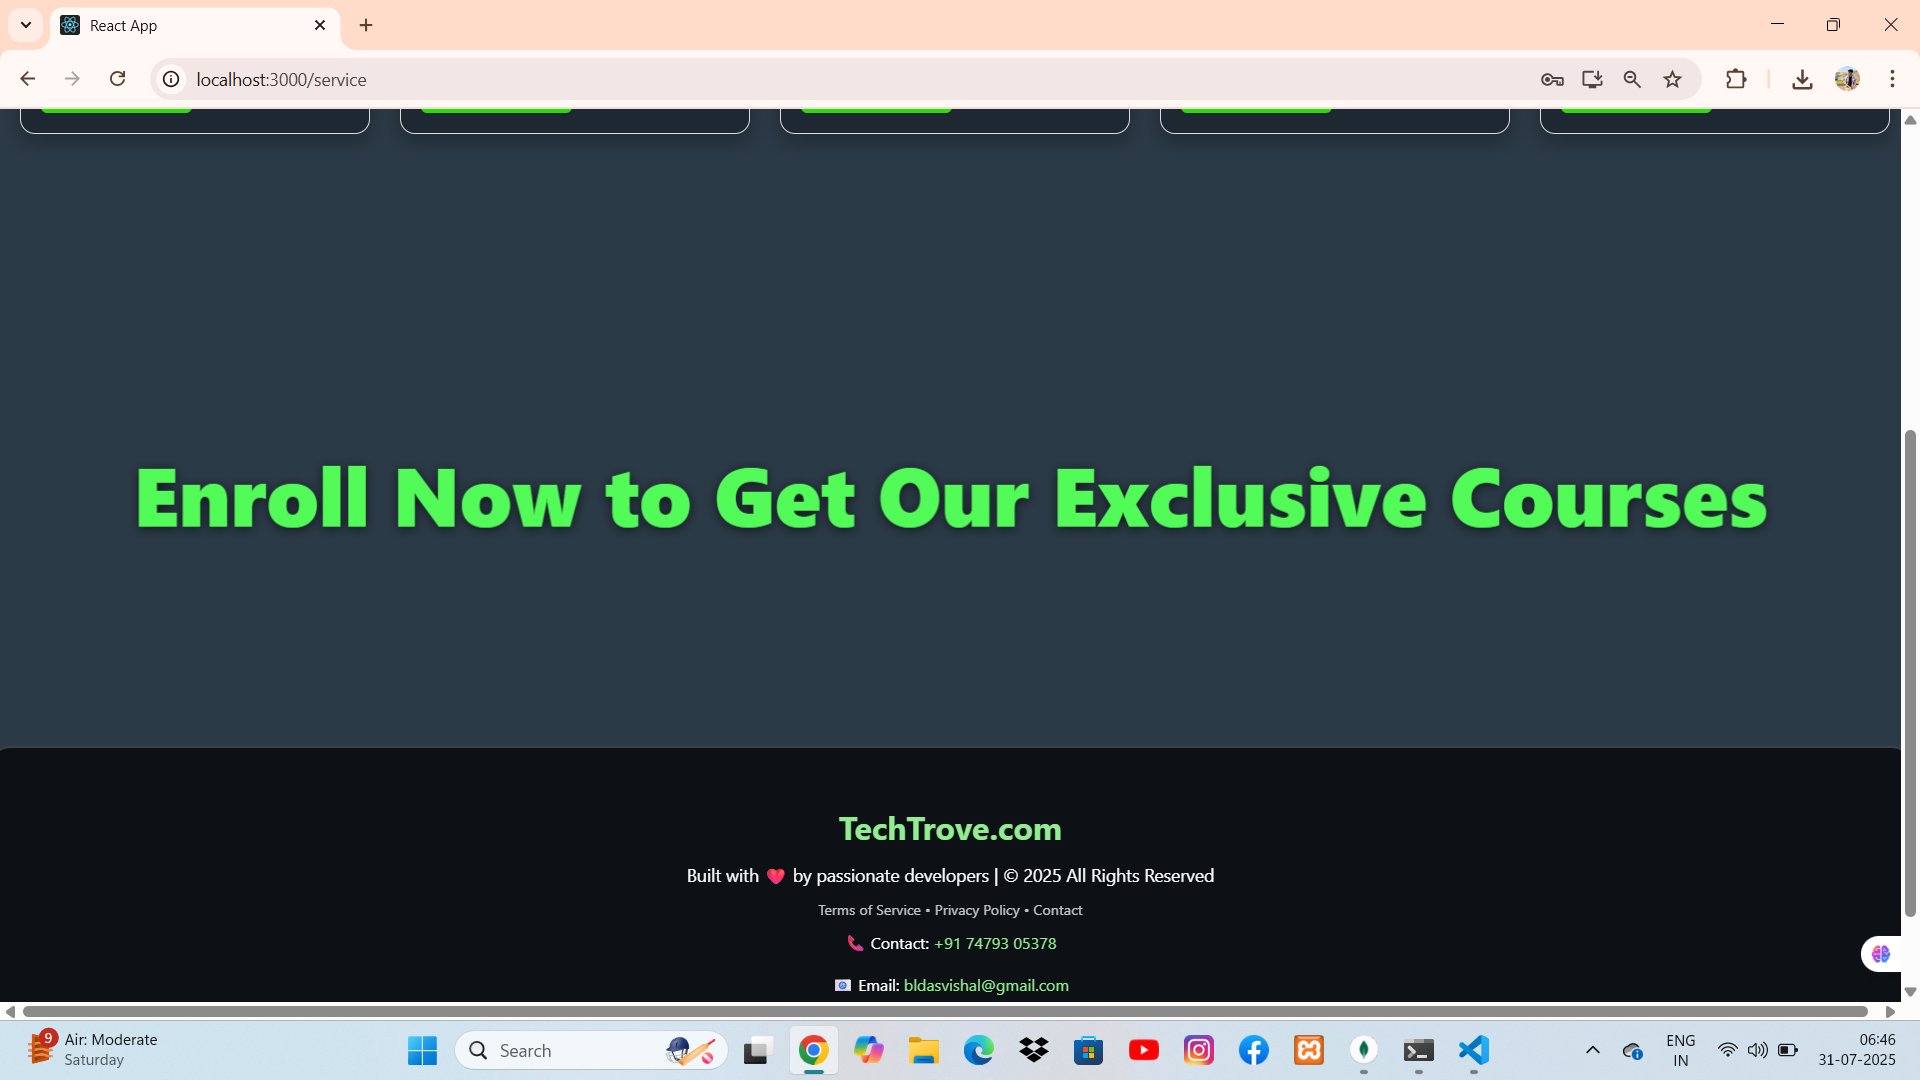 React App
localhost:3000/service
Enroll Now to Get Our Exclusive Courses
TechTrove.com
Built with ❤️ by passionate developers | © 2025 All Rights Reserved
Terms of Service • Privacy Policy • Contact
📞 Contact: +91 74793 05378
📧 Email: bldasvishal@gmail.com
9
Air: Moderate
Saturday
Search
ENG
IN
06:46
31-07-2025